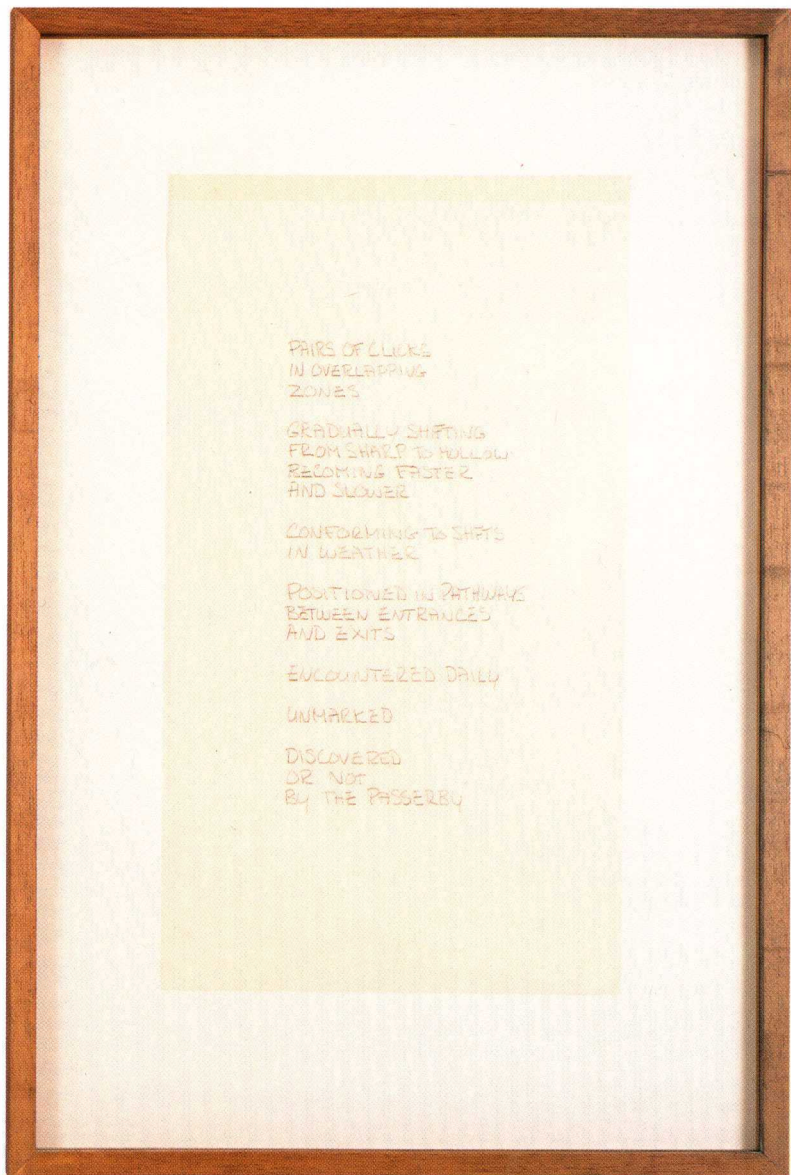 PAIRS OF CLICKS
IN OVERLAPPING
ZONES
GRADUALLY SHIFTING
FROM SHARP TO HOLLOW
BECOMING FASTER
AND SLOWER
CONFORMING TO SHIFTS
IN WEATHER
POSITIONED IN PATHWAYS
BETWEEN ENTRANCES
AND EXITS
ENCOUNTERED DAILY
UNMARKED
DISCOVERED
OR NOT
BY THE PASSERBY